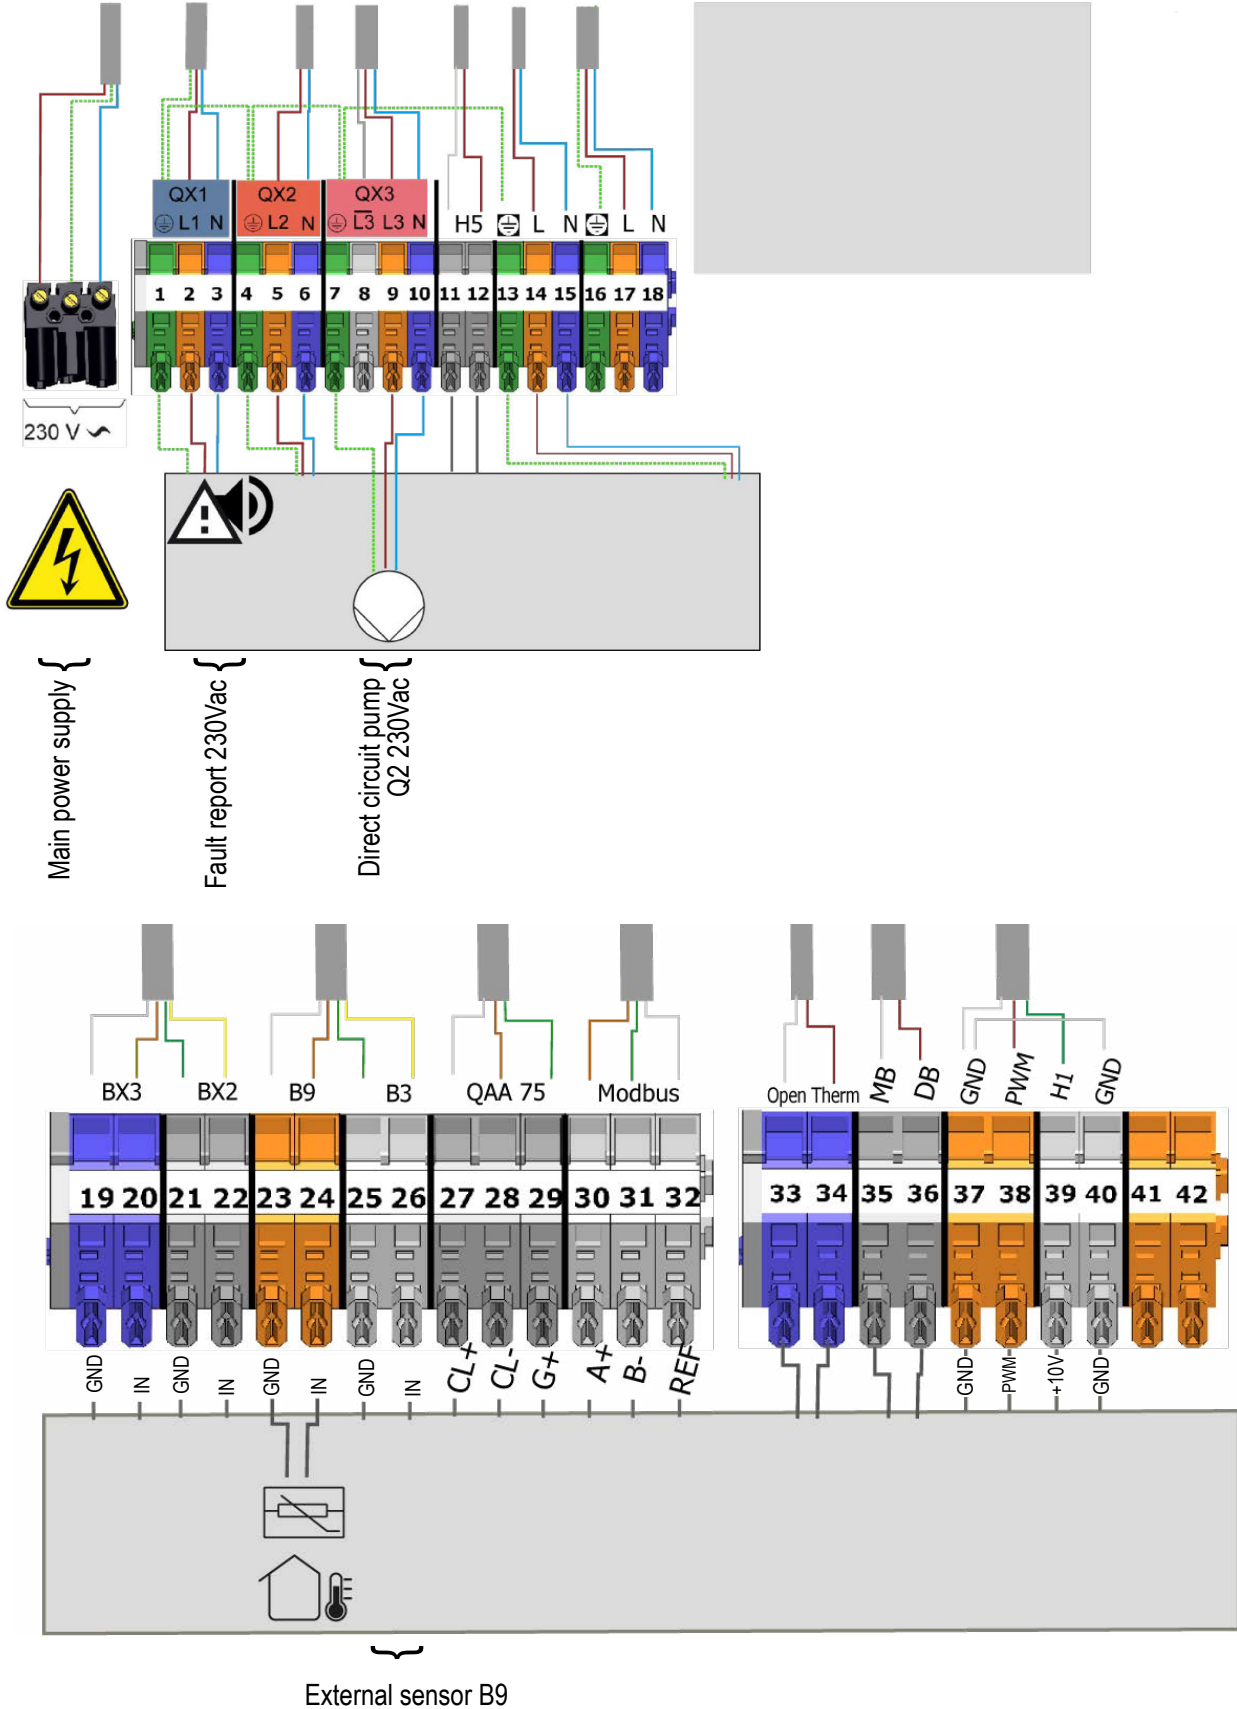 QX1
QX2
QX3
L1 N
L2 N
L3 L3 N
H5
L N
L N
1 2 3 4 5 6 7 8 9 10 11 12 13 14 15 16 17 18
230 V
Main power supply
Fault report 230Vac
Direct circuit pump
Q2 230Vac
BX3
BX2
B9
B3
QAA 75
Modbus
Open Therm
MB
DB
GND
PWM
H1
GND
19 20 21 22 23 24 25 26 27 28 29 30 31 32
33 34 35 36 37 38 39 40 41 42
GND
IN
GND
IN
GND
IN
GND
IN
CL+
CL-
G+
A+
B-
REF
GND
PWM
+10V
GND
External sensor B9